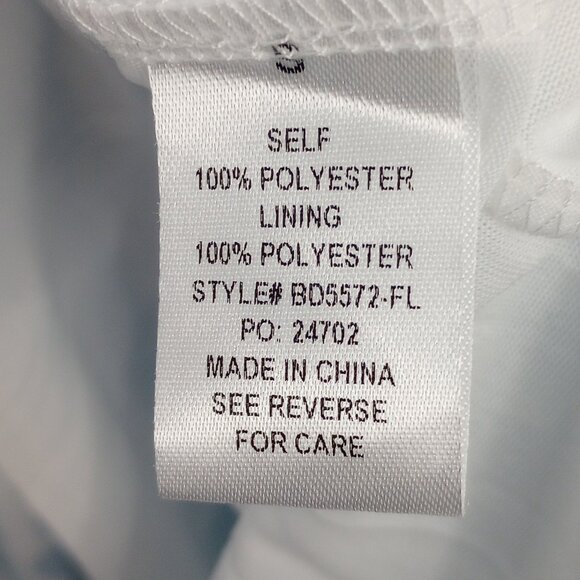 SELF
100% POLYESTER
LINING
100% POLYESTER
STYLE# BD5572-FL
PO: 24702
MADE IN CHINA
SEE REVERSE
FOR CARE